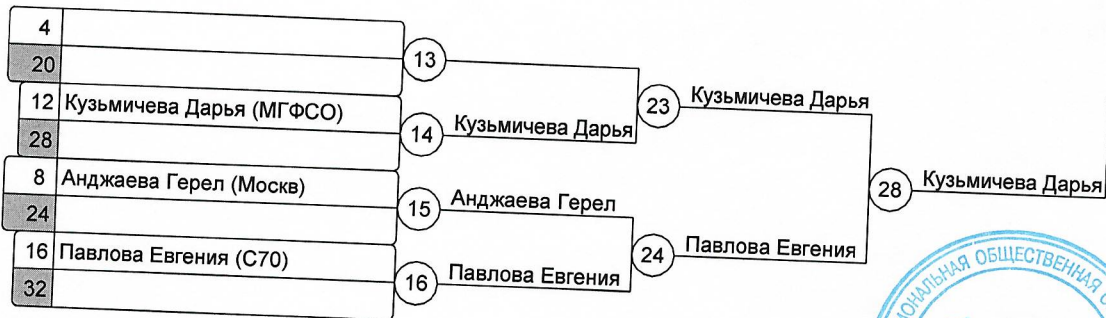 4
20
12 Кузьмичева Дарья (МГФСО)
28
8 Анджаева Герел (Москв)
24
16 Павлова Евгения (С70)
32
13
14 Кузьмичева Дарья
15 Анджаева Герел
16 Павлова Евгения
23 Кузьмичева Дарья
24 Павлова Евгения
28 Кузьмичева Дарья
ОБЩЕСТВЕННАЯ